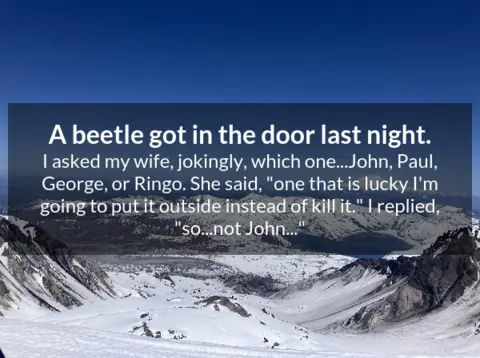 A beetle got in the door last night.
I asked my wife, jokingly, which one...John, Paul,
George, or Ringo. She said, "one that is lucky I'm
going to put it outside instead of kill it." I replied,
"so...not John..."